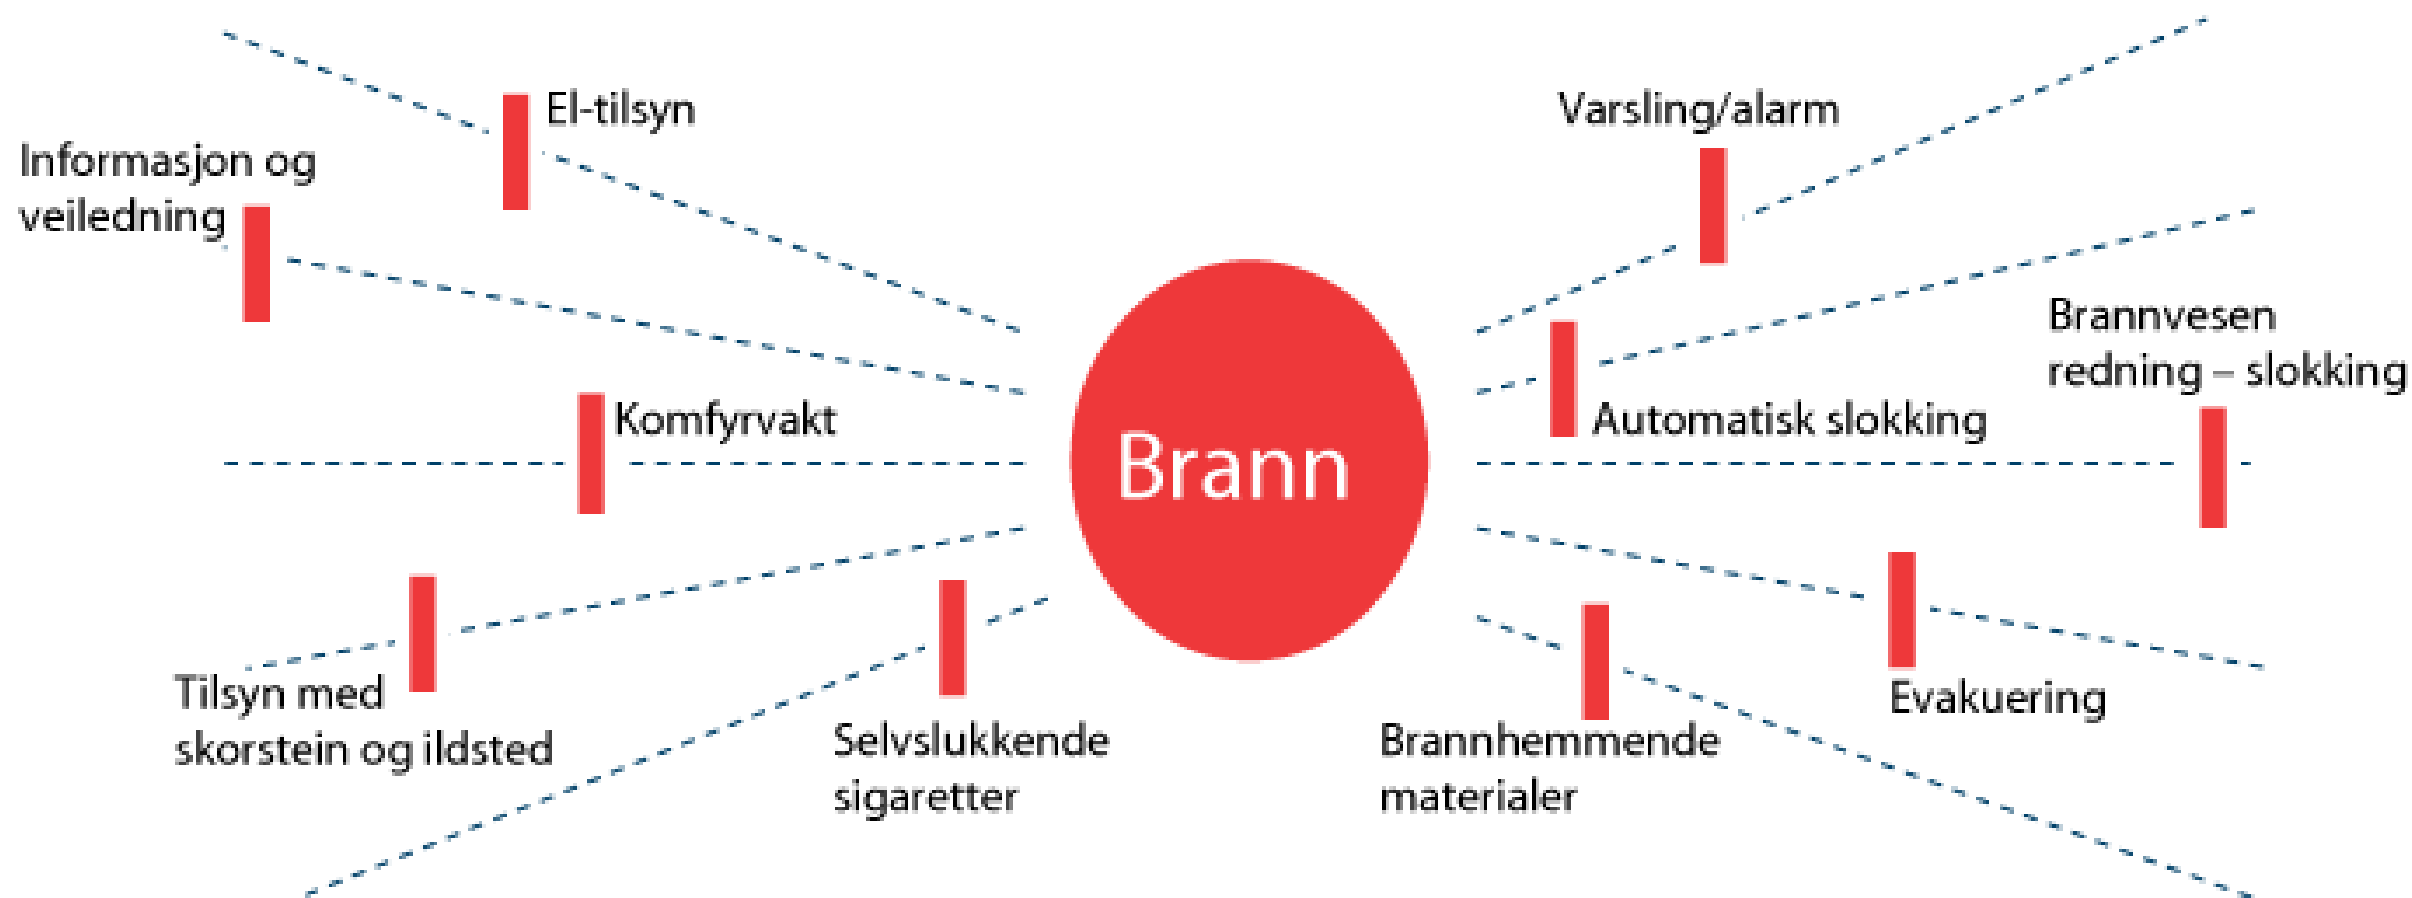 El-tilsyn
Informasjon og
veiledning
Komfyrvakt
Tilsyn med
skorstein og ildsted
Selvslukkende
sigaretter
Brann
Varsling/alarm
Automatisk slokking
Brannvesen
redning – slokking
Evakuering
Brannhemmende
materialer